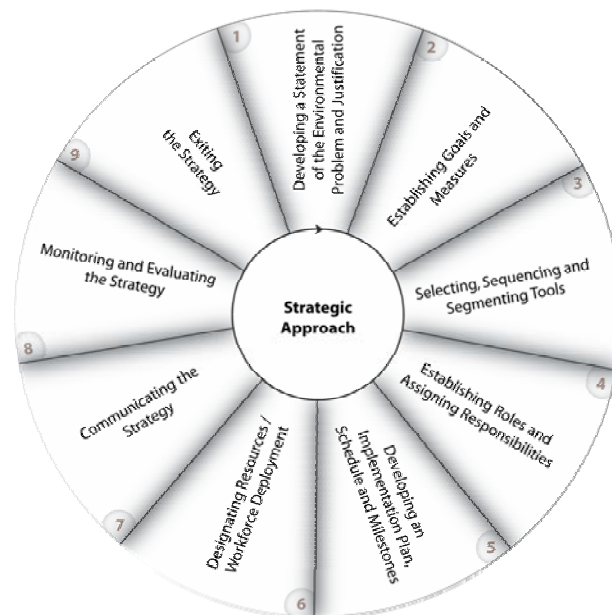 Strategic
Approach
1
Developing a Statement
of the Environmental
Problem and Justification
2
Establishing Goals and
Measures
3
Selecting, Sequencing and
Segmenting Tools
4
Establishing Roles and
Assigning Responsibilities
5
Developing an
Implementation Plan,
Schedule and Milestones
6
Designating Resources /
Workforce Deployment
7
Communicating the
Strategy
8
Monitoring and Evaluating
the Strategy
9
Exiting
the Strategy